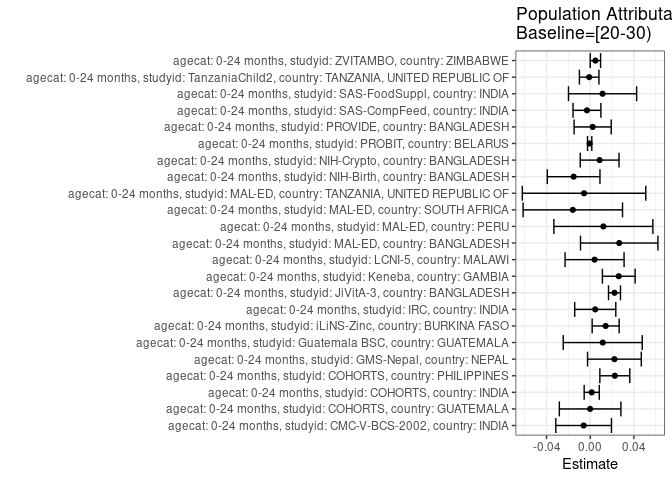 Population Attributa
Baseline=[20-30)
agecat: 0-24 months, studyid: ZVITAMBO, country: ZIMBABWE
agecat: 0-24 months, studyid: TanzaniaChild2, country: TANZANIA, UNITED REPUBLIC OF
agecat: 0-24 months, studyid: SAS-FoodSuppl, country: INDIA
agecat: 0-24 months, studyid: SAS-CompFeed, country: INDIA
agecat: 0-24 months, studyid: PROVIDE, country: BANGLADESH
agecat: 0-24 months, studyid: PROBIT, country: BELARUS
agecat: 0-24 months, studyid: NIH-Crypto, country: BANGLADESH
agecat: 0-24 months, studyid: NIH-Birth, country: BANGLADESH
agecat: 0-24 months, studyid: MAL-ED, country: TANZANIA, UNITED REPUBLIC OF
agecat: 0-24 months, studyid: MAL-ED, country: SOUTH AFRICA
agecat: 0-24 months, studyid: MAL-ED, country: PERU
agecat: 0-24 months, studyid: MAL-ED, country: BANGLADESH
agecat: 0-24 months, studyid: LCNI-5, country: MALAWI
agecat: 0-24 months, studyid: Keneba, country: GAMBIA
agecat: 0-24 months, studyid: JiVitA-3, country: BANGLADESH
agecat: 0-24 months, studyid: IRC, country: INDIA
agecat: 0-24 months, studyid: iLiNS-Zinc, country: BURKINA FASO
agecat: 0-24 months, studyid: Guatemala BSC, country: GUATEMALA
agecat: 0-24 months, studyid: GMS-Nepal, country: NEPAL
agecat: 0-24 months, studyid: COHORTS, country: PHILIPPINES
agecat: 0-24 months, studyid: COHORTS, country: INDIA
agecat: 0-24 months, studyid: COHORTS, country: GUATEMALA
agecat: 0-24 months, studyid: CMC-V-BCS-2002, country: INDIA
-0.04 0.00 0.04
Estimate